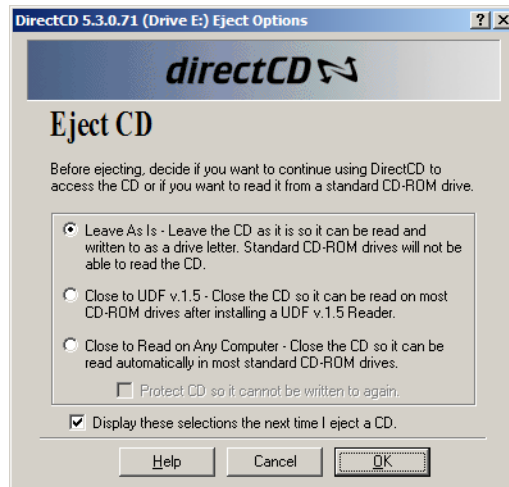 DirectCD 5.3.0.71 (Drive E:) Eject Options
directCD
Eject CD
Before ejecting, decide if you want to continue using DirectCD to
access the CD or if you want to read it from a standard CD-ROM drive.
Leave As Is - Leave the CD as it is so it can be read and
written to as a drive letter. Standard CD-ROM drives will not be
able to read the CD.
Close to UDF v.1.5 - Close the CD so it can be read on most
CD-ROM drives after installing a UDF v.1.5 Reader.
Close to Read on Any Computer - Close the CD so it can be
read automatically in most standard CD-ROM drives.
Protect CD so it cannot be written to again.
Display these selections the next time I eject a CD.
Help Cancel OK